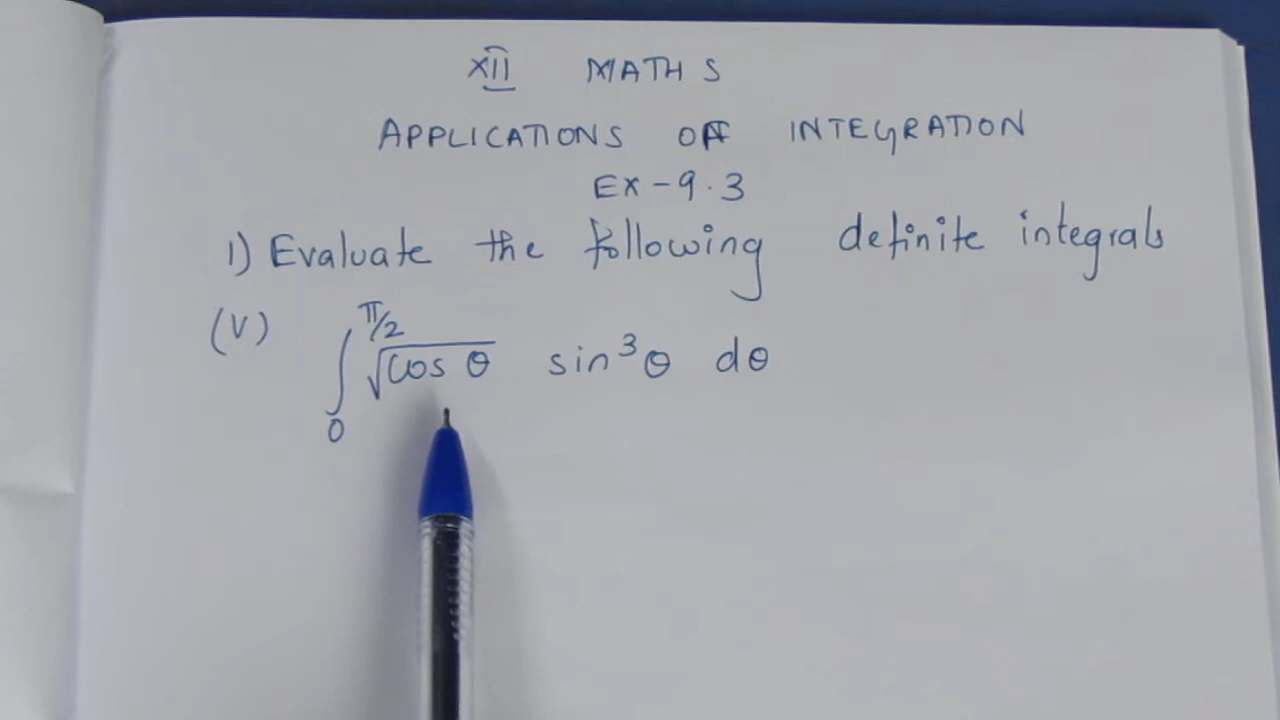 XII MATHS
APPLICATIONS OF INTEGRATION
EX-9.3
1) Evaluate the following definite integrals
(V) ∫₀^{π/2} √(cos θ) sin³θ dθ